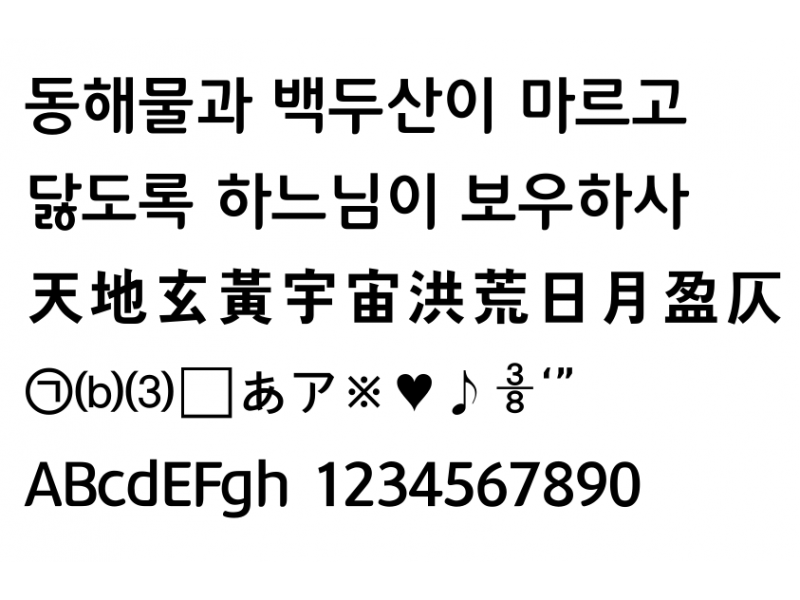 동해물과 백두산이 마르고
닳도록 하느님이 보우하사
天地玄黃宇宙洪荒日月盈仄
㉠⒝⑶□あア※♥♪⅜‘”
ABcdEFgh 1234567890